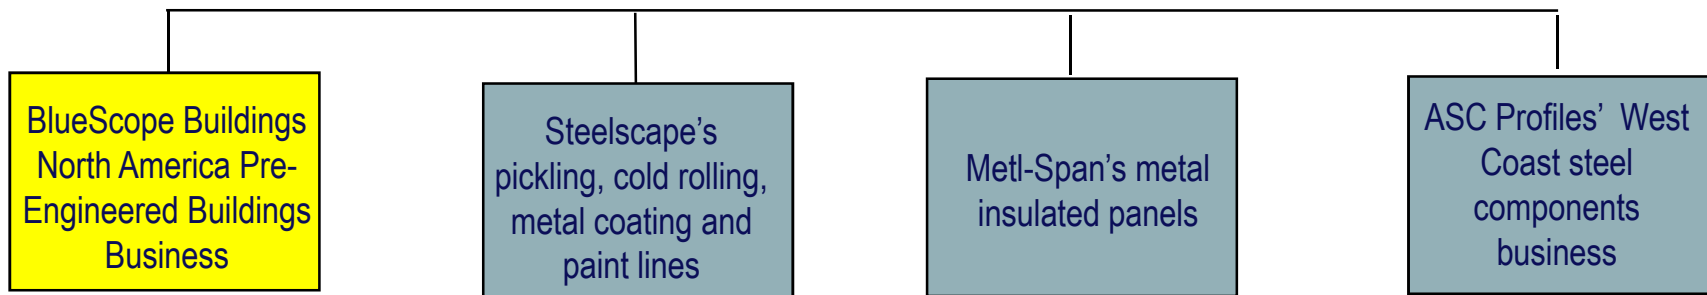 BlueScope Buildings
North America Pre-
Engineered Buildings
Business
Steelscape’s
pickling, cold rolling,
metal coating and
paint lines
Metl-Span’s metal
insulated panels
ASC Profiles’ West
Coast steel
components
business